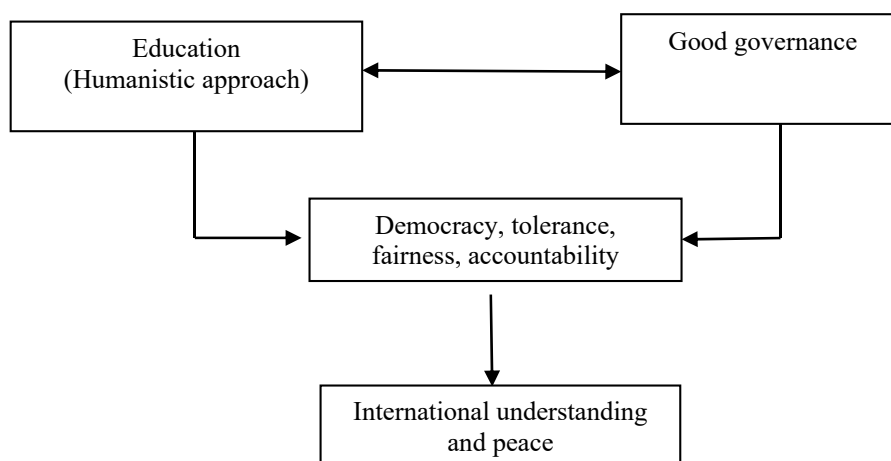 Education
(Humanistic approach)
Good governance
Democracy, tolerance,
fairness, accountability
International understanding
and peace